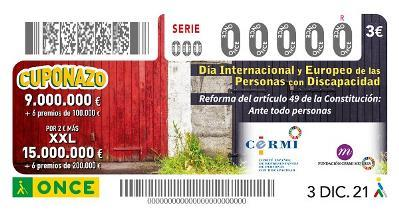 SERIE
000
00000
R
3€
CUPONAZO
9.000.000 €
+ 6 premios de 100.000 €
POR 2 € MÁS
XXL
15.000.000 €
+ 6 premios de 200.000 €
Día Internacional y Europeo de las
Personas con Discapacidad
Reforma del artículo 49 de la Constitución:
Ante todo personas
CERMI
COMITÉ ESPAÑOL
DE REPRESENTANTES
DE PERSONAS
CON DISCAPACIDAD
m
FUNDACIÓN CERMI MUJERES
ONCE
3 DIC. 21